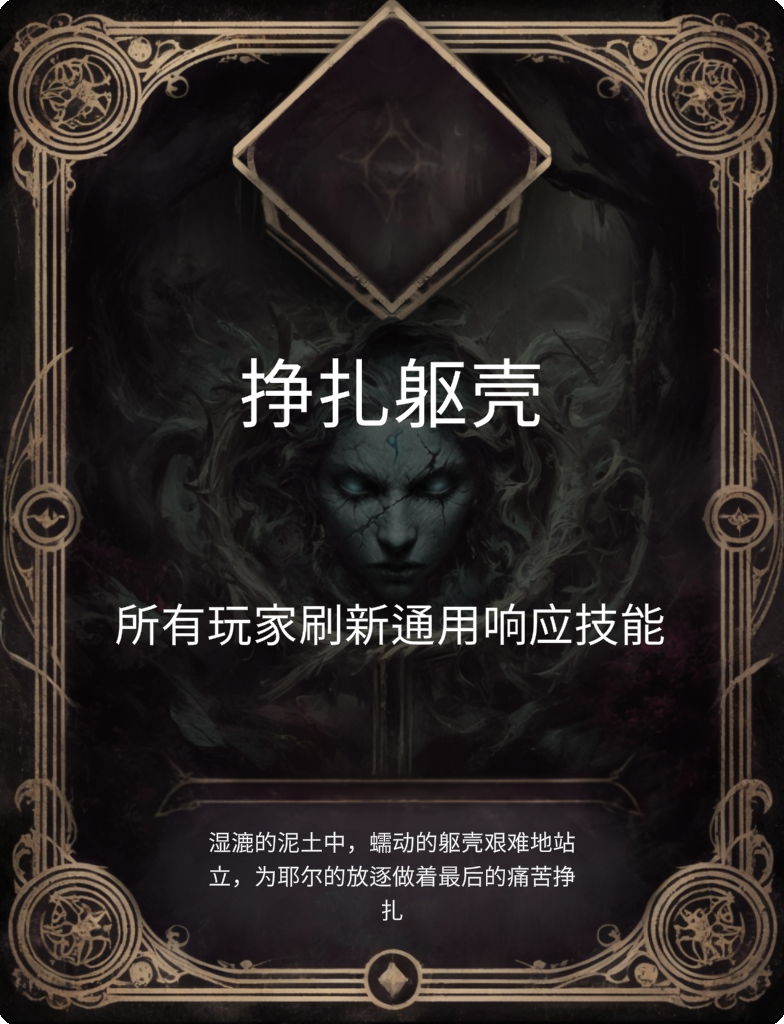 挣扎躯壳
所有玩家刷新通用响应技能
湿漉的泥土中，蠕动的躯壳艰难地站
立，为耶尔的放逐做着最后的痛苦挣
扎